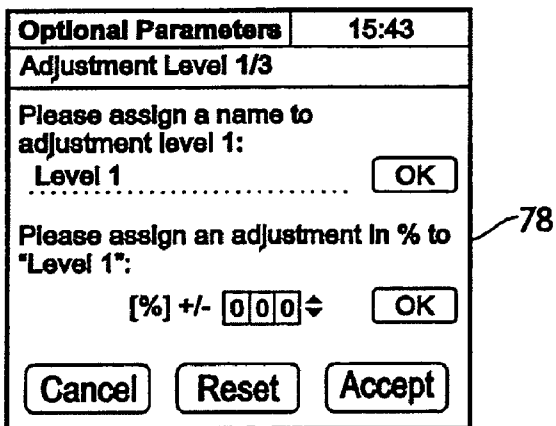 Optional Parameters 15:43
Adjustment Level 1/3
Please assign a name to
adjustment level 1:
Level 1 OK
Please assign an adjustment in % to
"Level 1":
78
[%] +/- 000 OK
Cancel Reset Accept